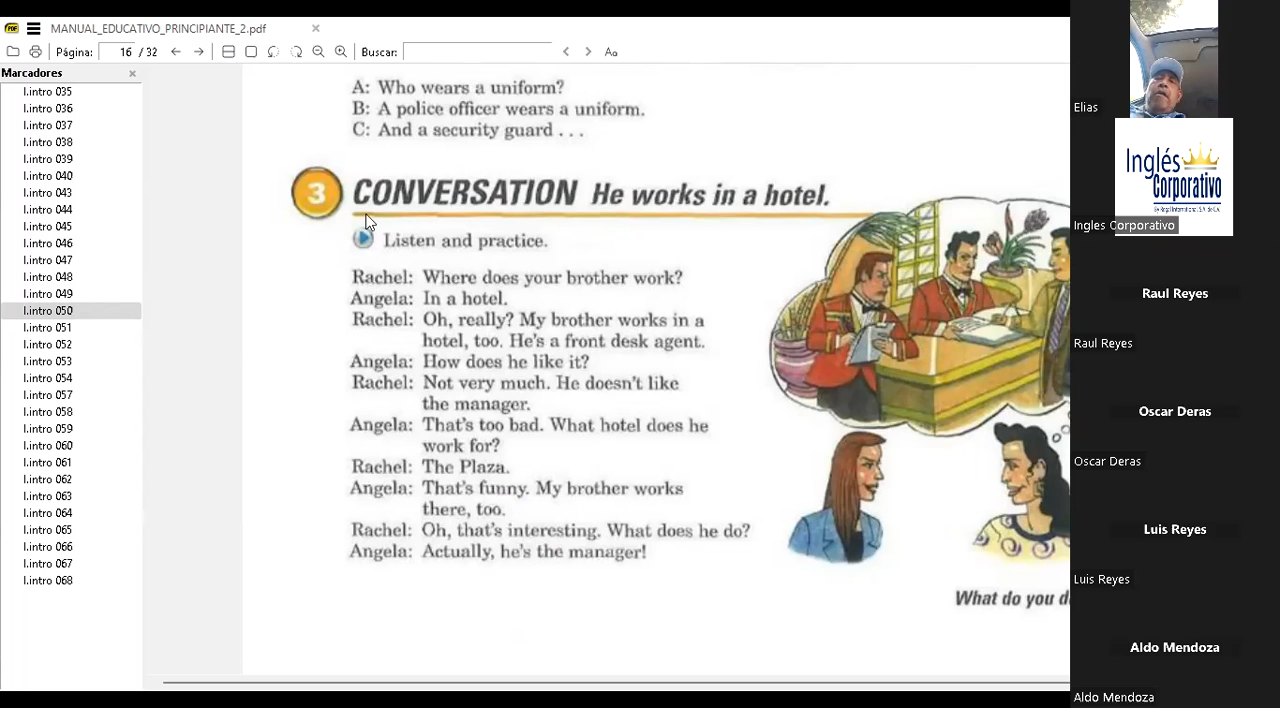 MANUAL_EDUCATIVO_PRINCIPIANTE_2.pdf
Página: 16 / 32 Buscar: Aa
Marcadores
I.intro 035
I.intro 036
I.intro 037
I.intro 038
I.intro 039
I.intro 040
I.intro 043
I.intro 044
I.intro 045
I.intro 046
I.intro 047
I.intro 048
I.intro 049
I.intro 050
I.intro 051
I.intro 052
I.intro 053
I.intro 054
I.intro 057
I.intro 058
I.intro 059
I.intro 060
I.intro 061
I.intro 062
I.intro 063
I.intro 064
I.intro 065
I.intro 066
I.intro 067
I.intro 068
A: Who wears a uniform?
B: A police officer wears a uniform.
C: And a security guard . . .
3 CONVERSATION He works in a hotel.
Listen and practice.
Rachel: Where does your brother work?
Angela: In a hotel.
Rachel: Oh, really? My brother works in a
hotel, too. He's a front desk agent.
Angela: How does he like it?
Rachel: Not very much. He doesn't like
the manager.
Angela: That's too bad. What hotel does he
work for?
Rachel: The Plaza.
Angela: That's funny. My brother works
there, too.
Rachel: Oh, that's interesting. What does he do?
Angela: Actually, he's the manager!
What do you d
Elias
Inglés
Corporativo
By Regal International, S.A. de C.V.
Ingles Corporativo
Raul Reyes
Raul Reyes
Oscar Deras
Oscar Deras
Luis Reyes
Luis Reyes
Aldo Mendoza
Aldo Mendoza